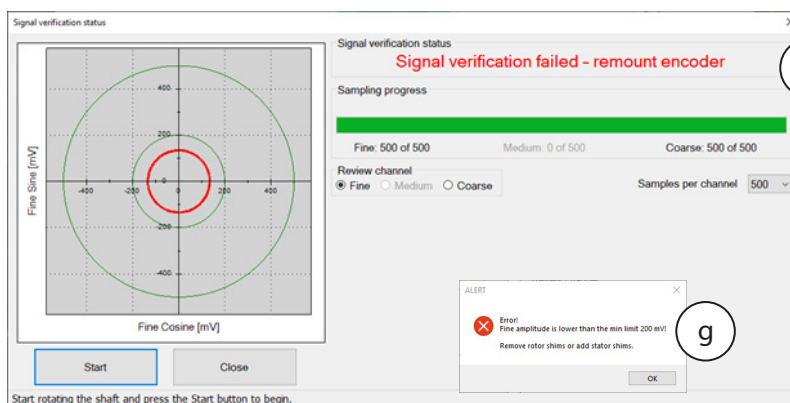 Signal verification status
Signal verification status
Signal verification failed - remount encoder
Sampling progress
Fine: 500 of 500 Medium: 0 of 500 Coarse: 500 of 500
Review channel
Fine Medium Coarse
Samples per channel 500
Fine Sine [mV]
400
200
-400 -200 0 200 400
-200
-400
Fine Cosine [mV]
ALERT
Error!
Fine amplitude is lower than the min limit 200 mV!
Remove rotor shims or add stator shims.
OK
g
Start Close
Start rotating the shaft and press the Start button to begin.